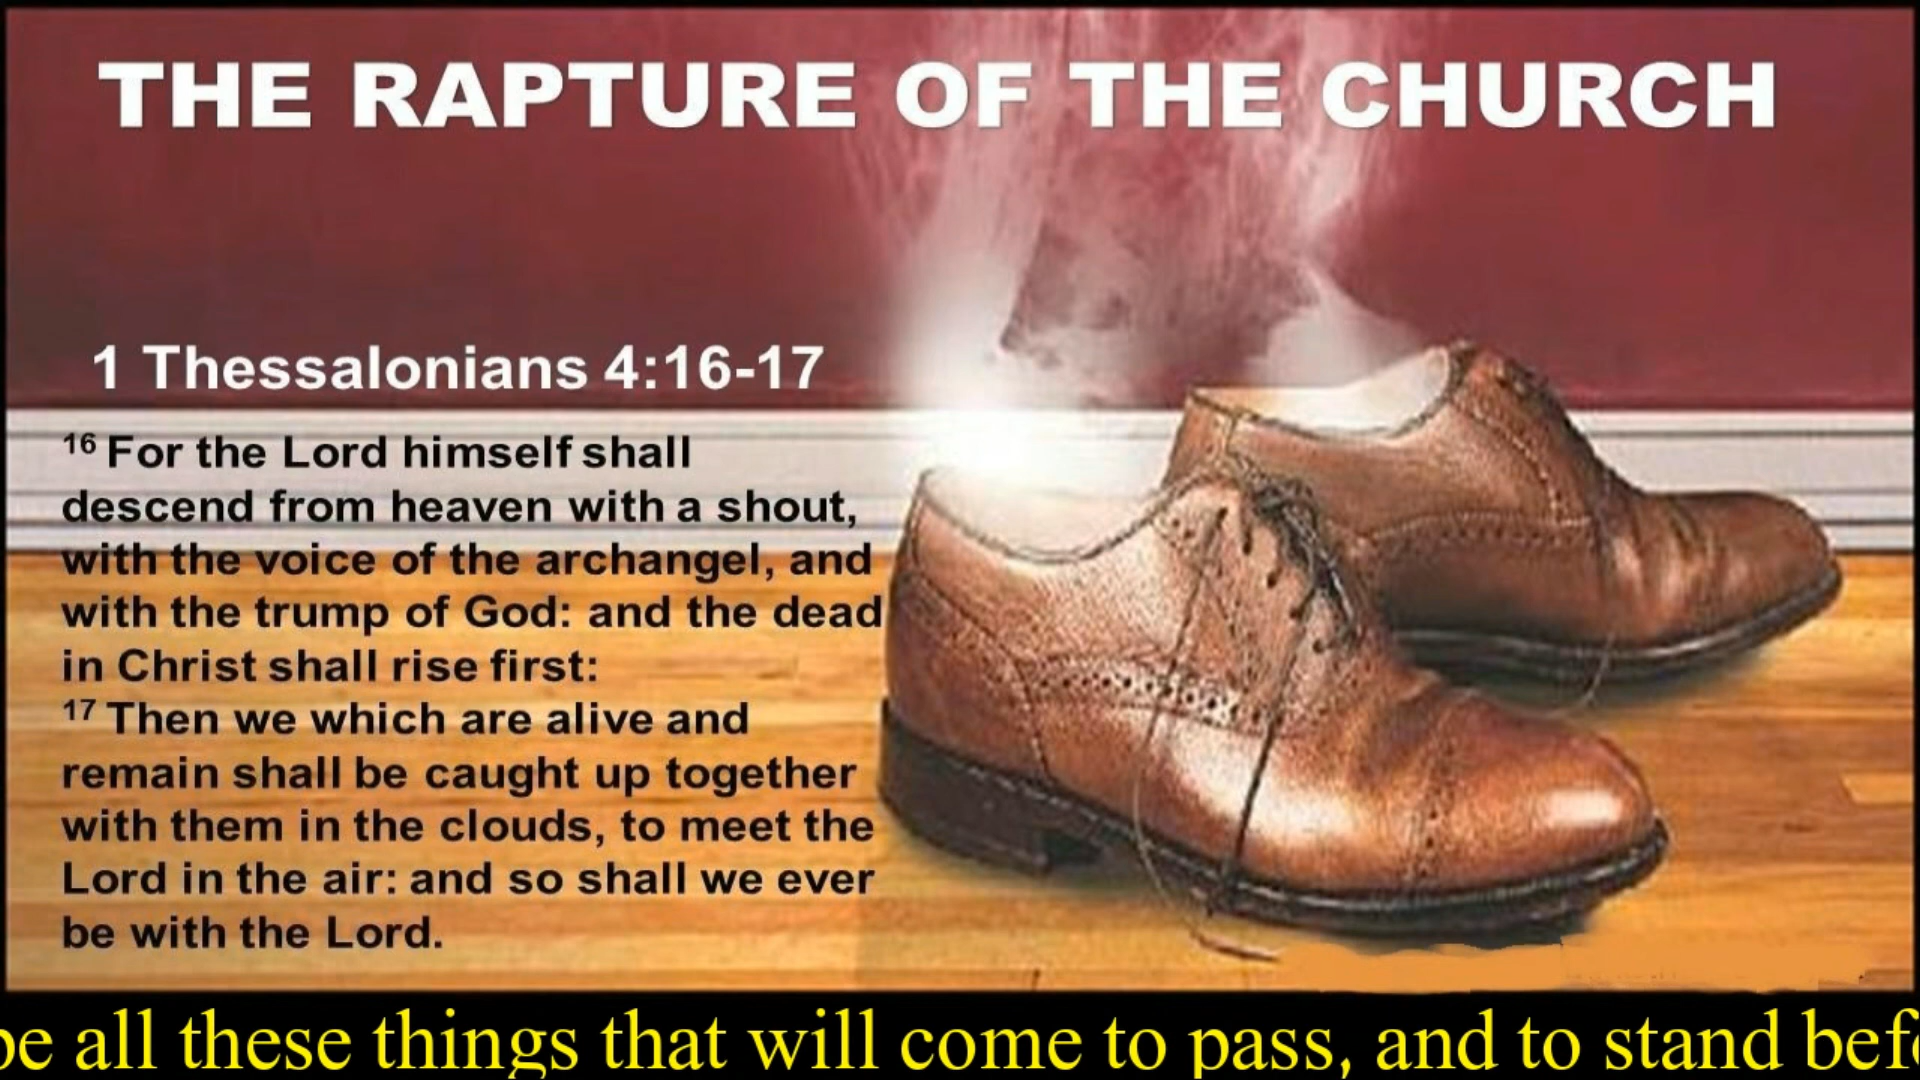 THE RAPTURE OF THE CHURCH
1 Thessalonians 4:16-17
16 For the Lord himself shall
descend from heaven with a shout,
with the voice of the archangel, and
with the trump of God: and the dead
in Christ shall rise first:
17 Then we which are alive and
remain shall be caught up together
with them in the clouds, to meet the
Lord in the air: and so shall we ever
be with the Lord.
all these things that will come to pass, and to stand